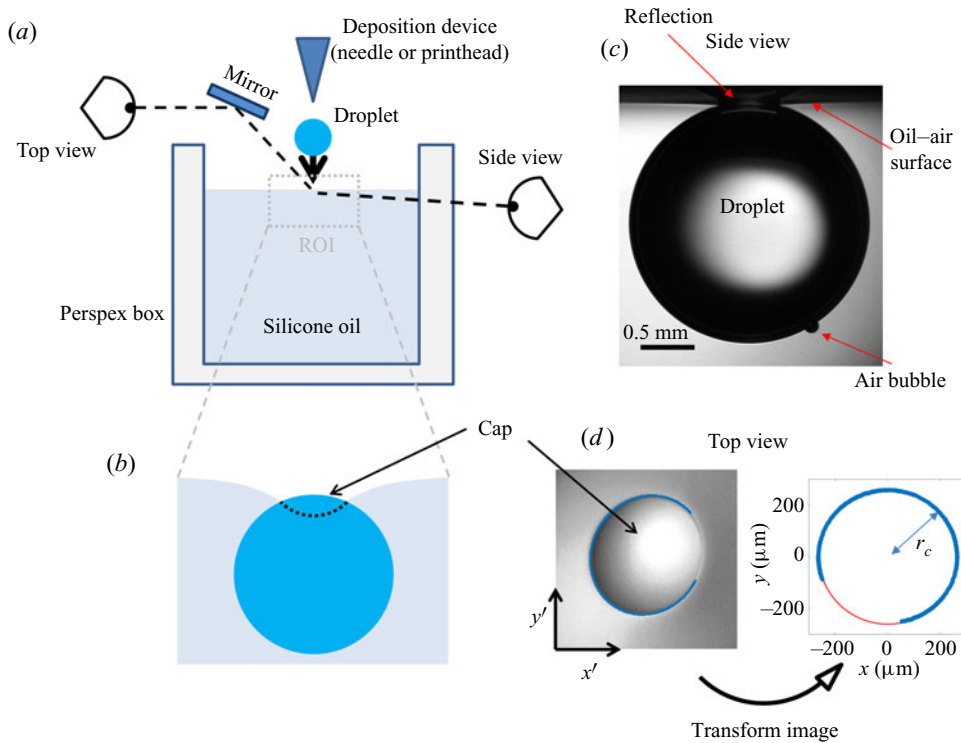 (a)
Deposition device
(needle or printhead)
Mirror
Droplet
Top view
Side view
ROI
Perspex box
Silicone oil
(b)
Cap
(c)
Reflection
Side view
Oil–air
surface
Droplet
0.5 mm
Air bubble
(d)
Top view
y′
x′
200
0
–200
y (μm)
r_c
–200
0
200
x (μm)
Transform image